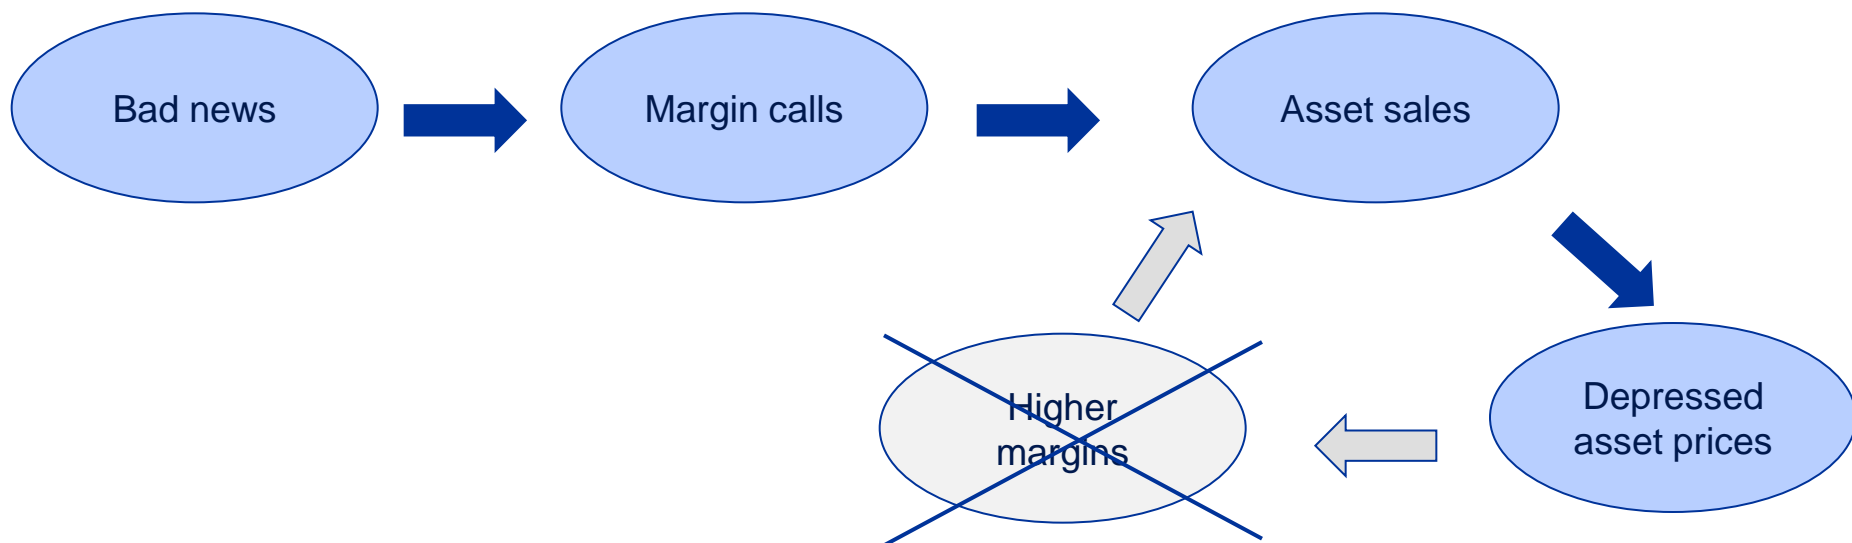 Bad news
Margin calls
Asset sales
Higher
margins
Depressed
asset prices